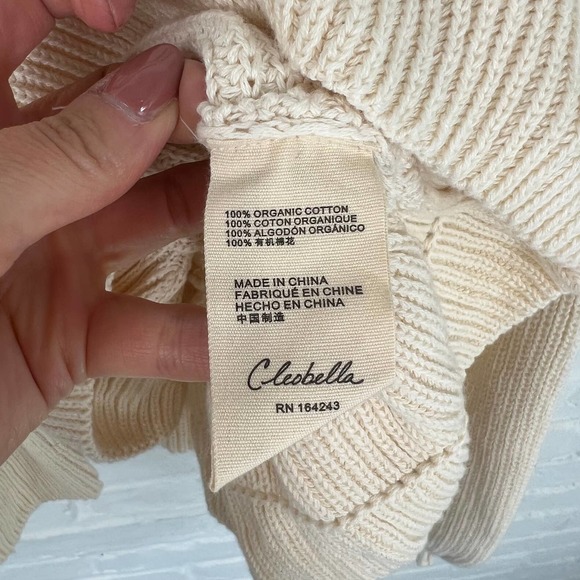 100% ORGANIC COTTON
100% COTON ORGANIQUE
100% ALGODÓN ORGÁNICO
100% 有机棉花
MADE IN CHINA
FABRIQUÉ EN CHINE
HECHO EN CHINA
中国制造
Cleobella
RN 164243